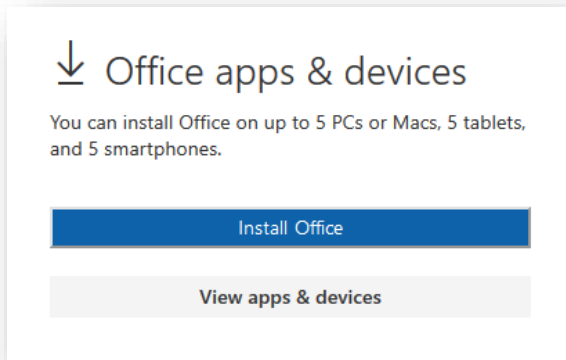 Office apps & devices
You can install Office on up to 5 PCs or Macs, 5 tablets,
and 5 smartphones.
Install Office
View apps & devices